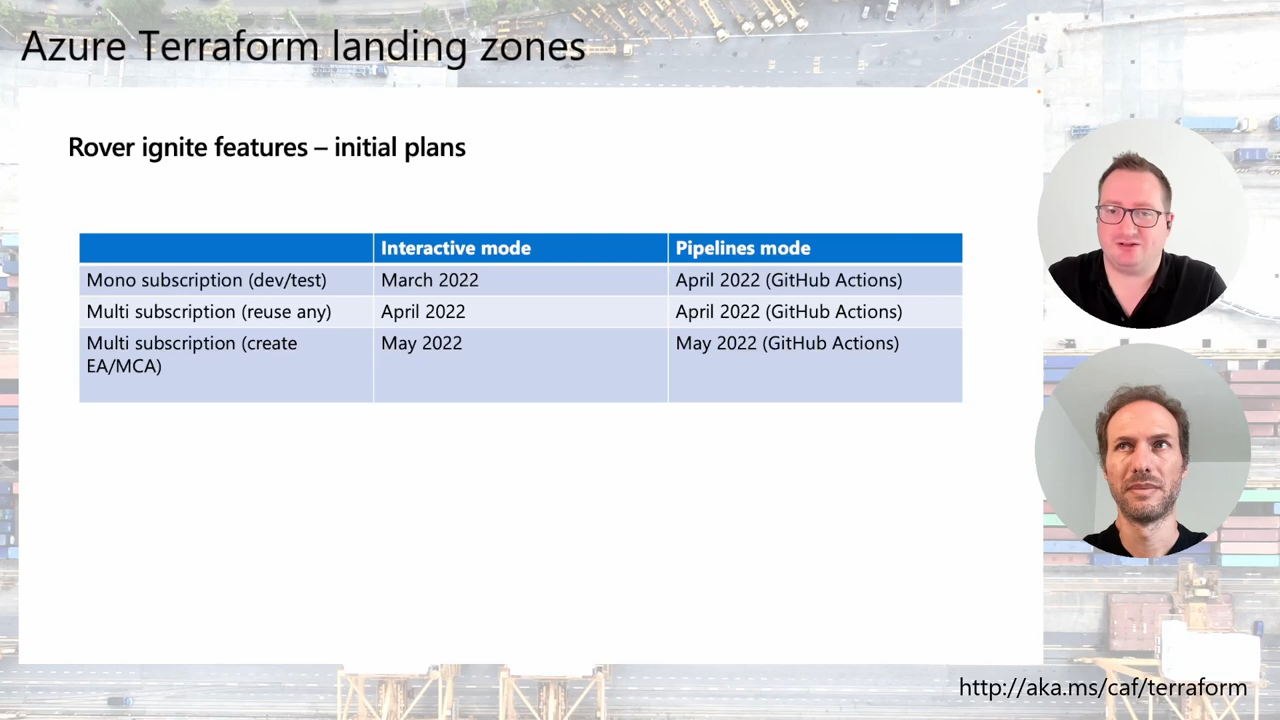 Azure Terraform landing zones
Rover ignite features – initial plans
Interactive mode
Pipelines mode
Mono subscription (dev/test)
March 2022
April 2022 (GitHub Actions)
Multi subscription (reuse any)
April 2022
April 2022 (GitHub Actions)
Multi subscription (create
EA/MCA)
May 2022
May 2022 (GitHub Actions)
http://aka.ms/caf/terraform